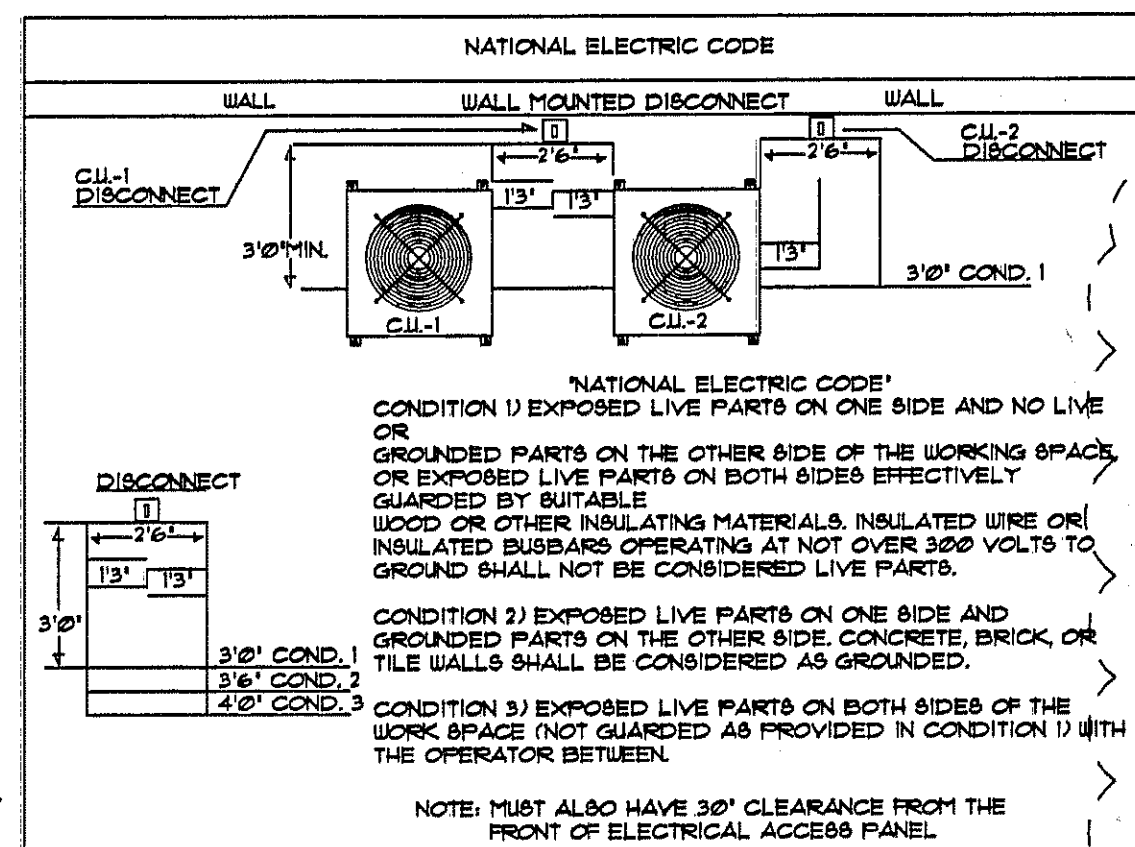 NATIONAL ELECTRIC CODE
WALL
WALL MOUNTED DISCONNECT
WALL
C.U.-1
DISCONNECT
2'6"
2'6"
C.U.-2
DISCONNECT
1'3"
1'3"
3'0" MIN.
1'3"
3'0" COND. 1
C.U.-1
C.U.-2
"NATIONAL ELECTRIC CODE"
CONDITION 1) EXPOSED LIVE PARTS ON ONE SIDE AND NO LIVE
OR
GROUNDED PARTS ON THE OTHER SIDE OF THE WORKING SPACE,
OR EXPOSED LIVE PARTS ON BOTH SIDES EFFECTIVELY
GUARDED BY SUITABLE
WOOD OR OTHER INSULATING MATERIALS. INSULATED WIRE OR
INSULATED BUSBARS OPERATING AT NOT OVER 300 VOLTS TO
GROUND SHALL NOT BE CONSIDERED LIVE PARTS.
CONDITION 2) EXPOSED LIVE PARTS ON ONE SIDE AND
GROUNDED PARTS ON THE OTHER SIDE. CONCRETE, BRICK, OR
TILE WALLS SHALL BE CONSIDERED AS GROUNDED.
CONDITION 3) EXPOSED LIVE PARTS ON BOTH SIDES OF THE
WORK SPACE (NOT GUARDED AS PROVIDED IN CONDITION 1) WITH
THE OPERATOR BETWEEN.
NOTE: MUST ALSO HAVE 30" CLEARANCE FROM THE
FRONT OF ELECTRICAL ACCESS PANEL
DISCONNECT
2'6"
1'3"
1'3"
3'0"
3'0" COND. 1
3'6" COND. 2
4'0" COND. 3